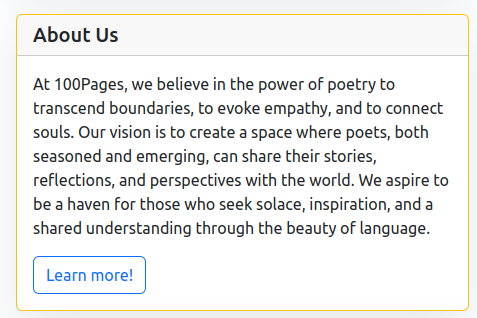 About Us
At 100Pages, we believe in the power of poetry to
transcend boundaries, to evoke empathy, and to connect
souls. Our vision is to create a space where poets, both
seasoned and emerging, can share their stories,
reflections, and perspectives with the world. We aspire to
be a haven for those who seek solace, inspiration, and a
shared understanding through the beauty of language.
Learn more!